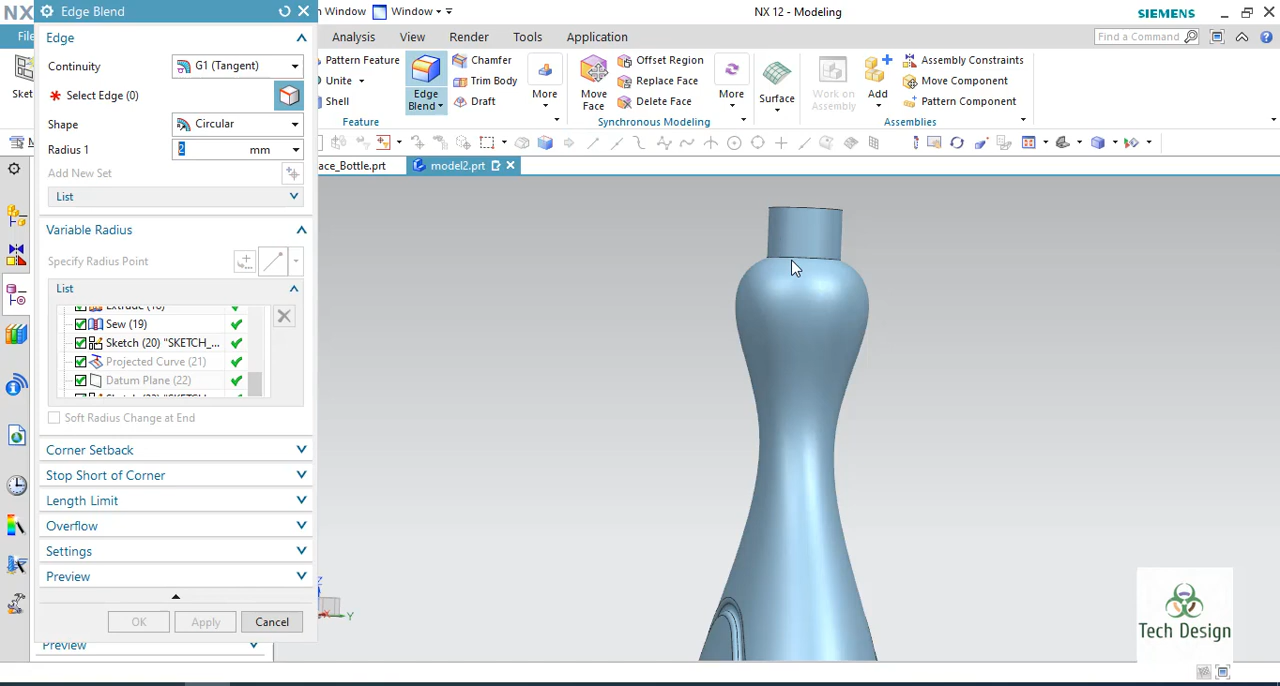 NX
Edge Blend
n Window
Window
NX 12 - Modeling
SIEMENS
Fil
Analysis
View
Render
Tools
Application
Find a Command
Edge
Continuity
G1 (Tangent)
Select Edge (0)
Shape
Circular
Radius 1
2
mm
Add New Set
List
Sket
Pattern Feature
Unite
Shell
Edge
Blend
Chamfer
Trim Body
Draft
More
Feature
Move
Face
Offset Region
Replace Face
Delete Face
More
Synchronous Modeling
Surface
Work on
Assembly
Add
Assembly Constraints
Move Component
Pattern Component
Assemblies
M
ace_Bottle.prt
model2.prt
Variable Radius
Specify Radius Point
List
Sew (19)
Sketch (20) "SKETCH_...
Projected Curve (21)
Datum Plane (22)
Soft Radius Change at End
Corner Setback
Stop Short of Corner
Length Limit
Overflow
Settings
Preview
OK
Apply
Cancel
Preview
Z
Y
Tech Design